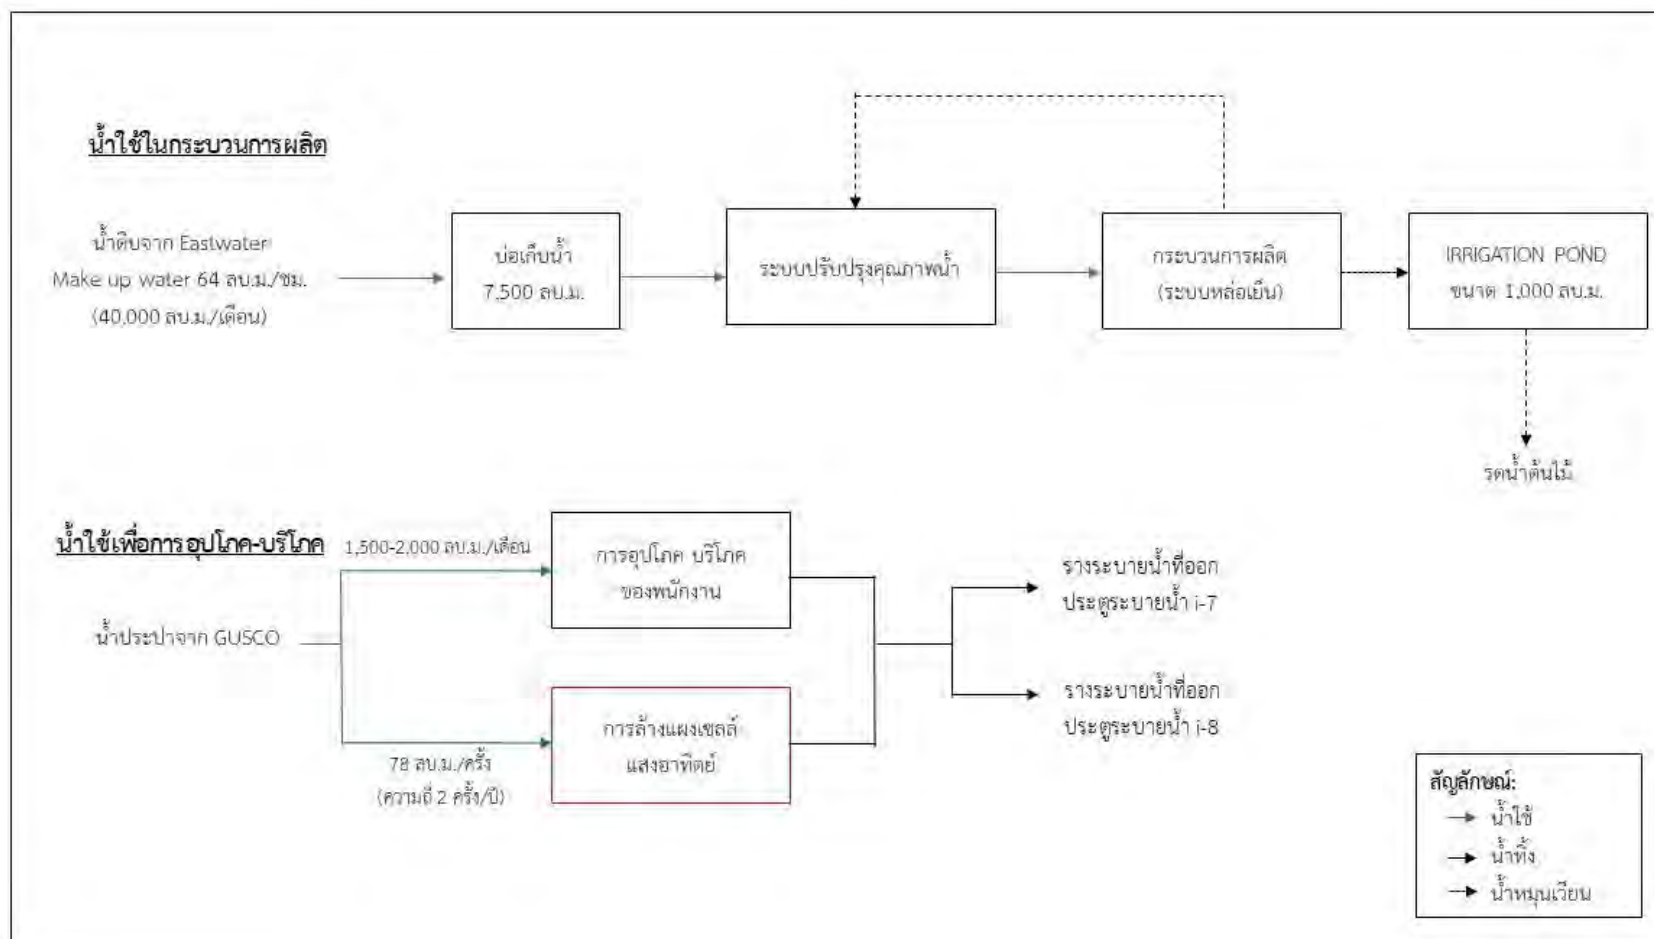 น้ำใช้ในกระบวนการผลิต
น้ำดิบจาก Eastwater
Make up water 64 ลบ.ม./ชม.
(40,000 ลบ.ม./เดือน)
บ่อเก็บน้ำ
7,500 ลบ.ม.
ระบบปรับปรุงคุณภาพน้ำ
กระบวนการผลิต
(ระบบหล่อเย็น)
IRRIGATION POND
ขนาด 1,000 ลบ.ม.
รดน้ำต้นไม้
น้ำใช้เพื่อการอุปโภค-บริโภค
1,500-2,000 ลบ.ม./เดือน
น้ำประปาจาก GUSCO
การอุปโภค บริโภค
ของพนักงาน
78 ลบ.ม./ครั้ง
(ความถี่ 2 ครั้ง/ปี)
การล้างแผงเซลล์
แสงอาทิตย์
รางระบายน้ำที่ออก
ประตูระบายน้ำ i-7
รางระบายน้ำที่ออก
ประตูระบายน้ำ i-8
สัญลักษณ์:
น้ำใช้
น้ำทิ้ง
น้ำหมุนเวียน